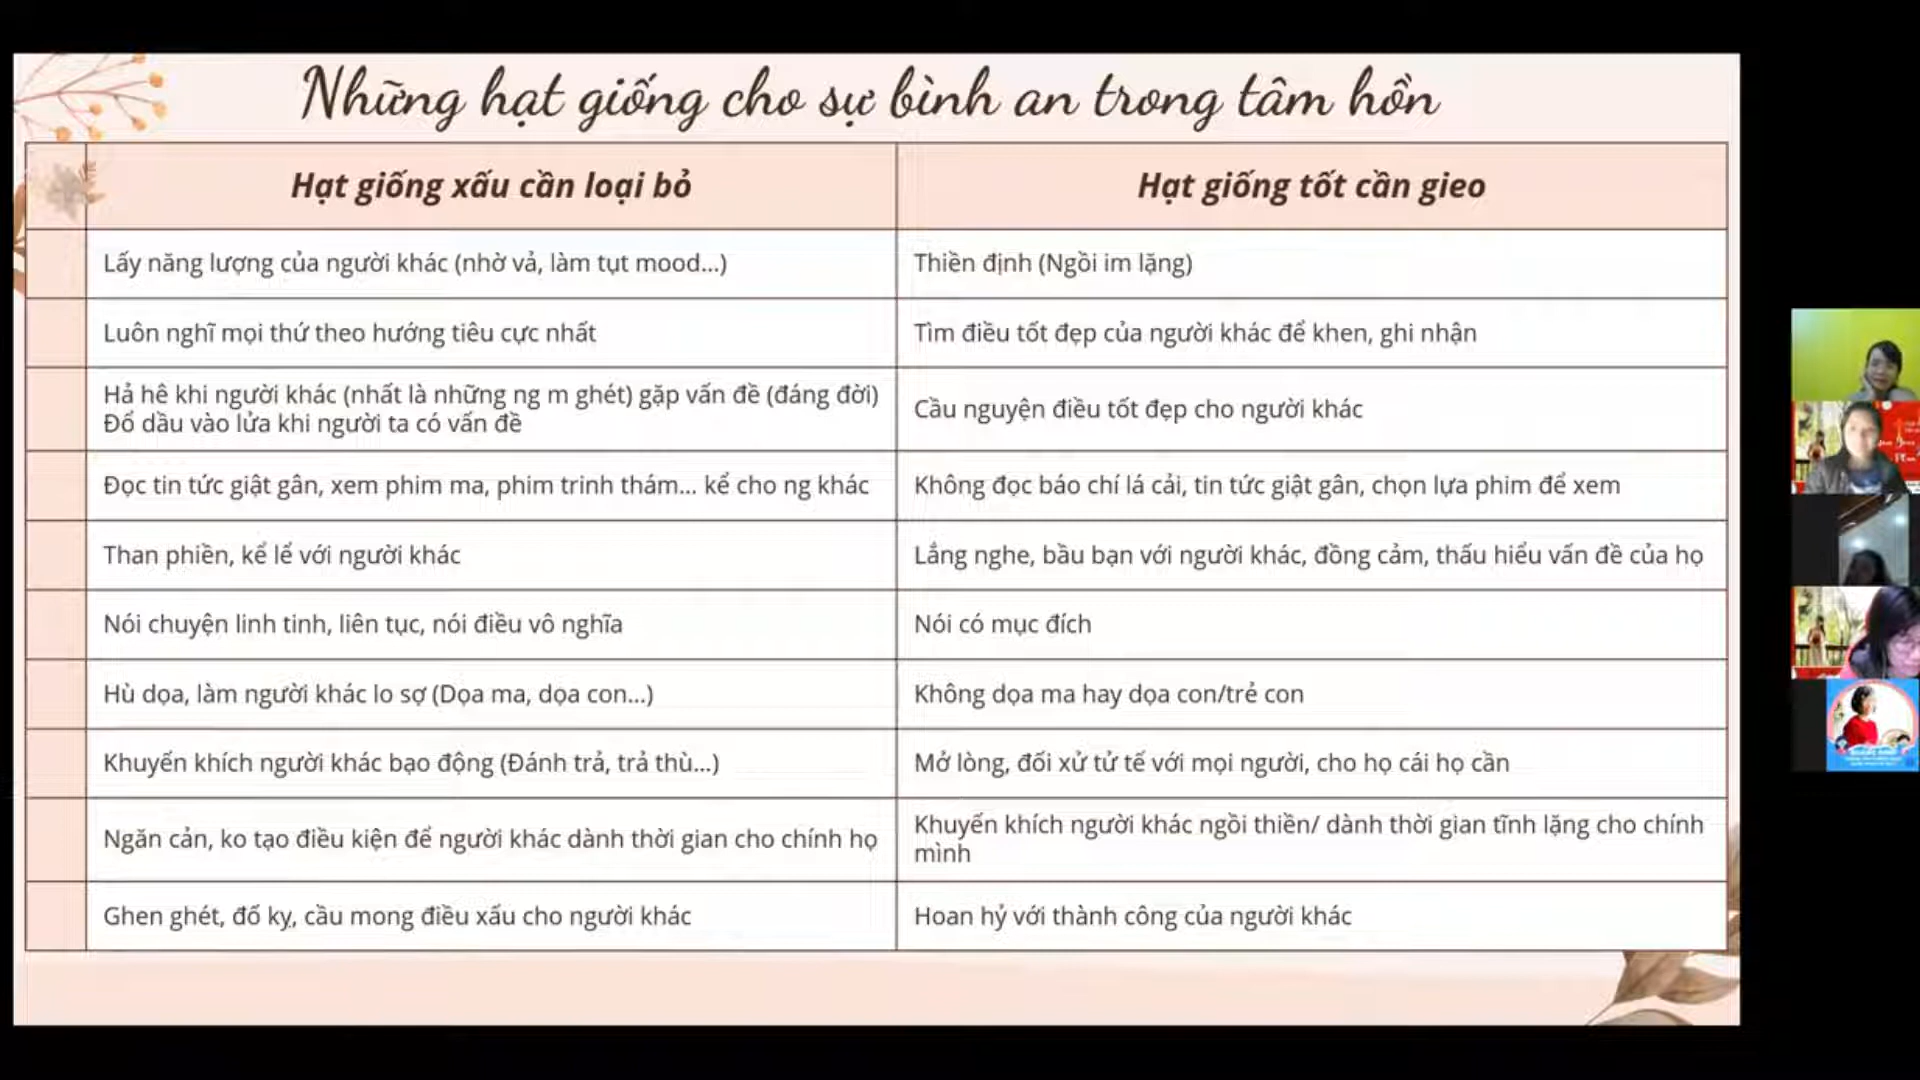 Những hạt giống cho sự bình an trong tâm hồn
Hạt giống xấu cần loại bỏ
Hạt giống tốt cần gieo
Lấy năng lượng của người khác (nhờ vả, làm tụt mood...)
Thiền định (Ngồi im lặng)
Luôn nghĩ mọi thứ theo hướng tiêu cực nhất
Tìm điều tốt đẹp của người khác để khen, ghi nhận
Hả hê khi người khác (nhất là những ng m ghét) gặp vấn đề (đáng đời)
Đổ dầu vào lửa khi người ta có vấn đề
Cầu nguyện điều tốt đẹp cho người khác
Đọc tin tức giật gân, xem phim ma, phim trinh thám... kể cho ng khác
Không đọc báo chí lá cải, tin tức giật gân, chọn lựa phim để xem
Than phiền, kể lể với người khác
Lắng nghe, bầu bạn với người khác, đồng cảm, thấu hiểu vấn đề của họ
Nói chuyện linh tinh, liên tục, nói điều vô nghĩa
Nói có mục đích
Hù dọa, làm người khác lo sợ (Dọa ma, dọa con...)
Không dọa ma hay dọa con/trẻ con
Khuyến khích người khác bạo động (Đánh trả, trả thù...)
Mở lòng, đối xử tử tế với mọi người, cho họ cái họ cần
Ngăn cản, ko tạo điều kiện để người khác dành thời gian cho chính họ
Khuyến khích người khác ngồi thiền/ dành thời gian tĩnh lặng cho chính
mình
Ghen ghét, đố kỵ, cầu mong điều xấu cho người khác
Hoan hỷ với thành công của người khác